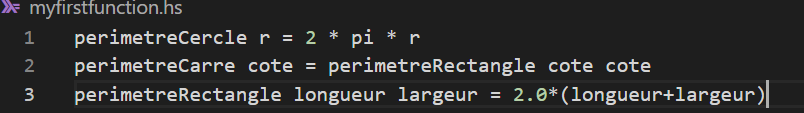 myfirstfunction.hs
1 perimetreCercle r = 2 * pi * r
2 perimetreCarre cote = perimetreRectangle cote cote
3 perimetreRectangle longueur largeur = 2.0*(longueur+largeur)